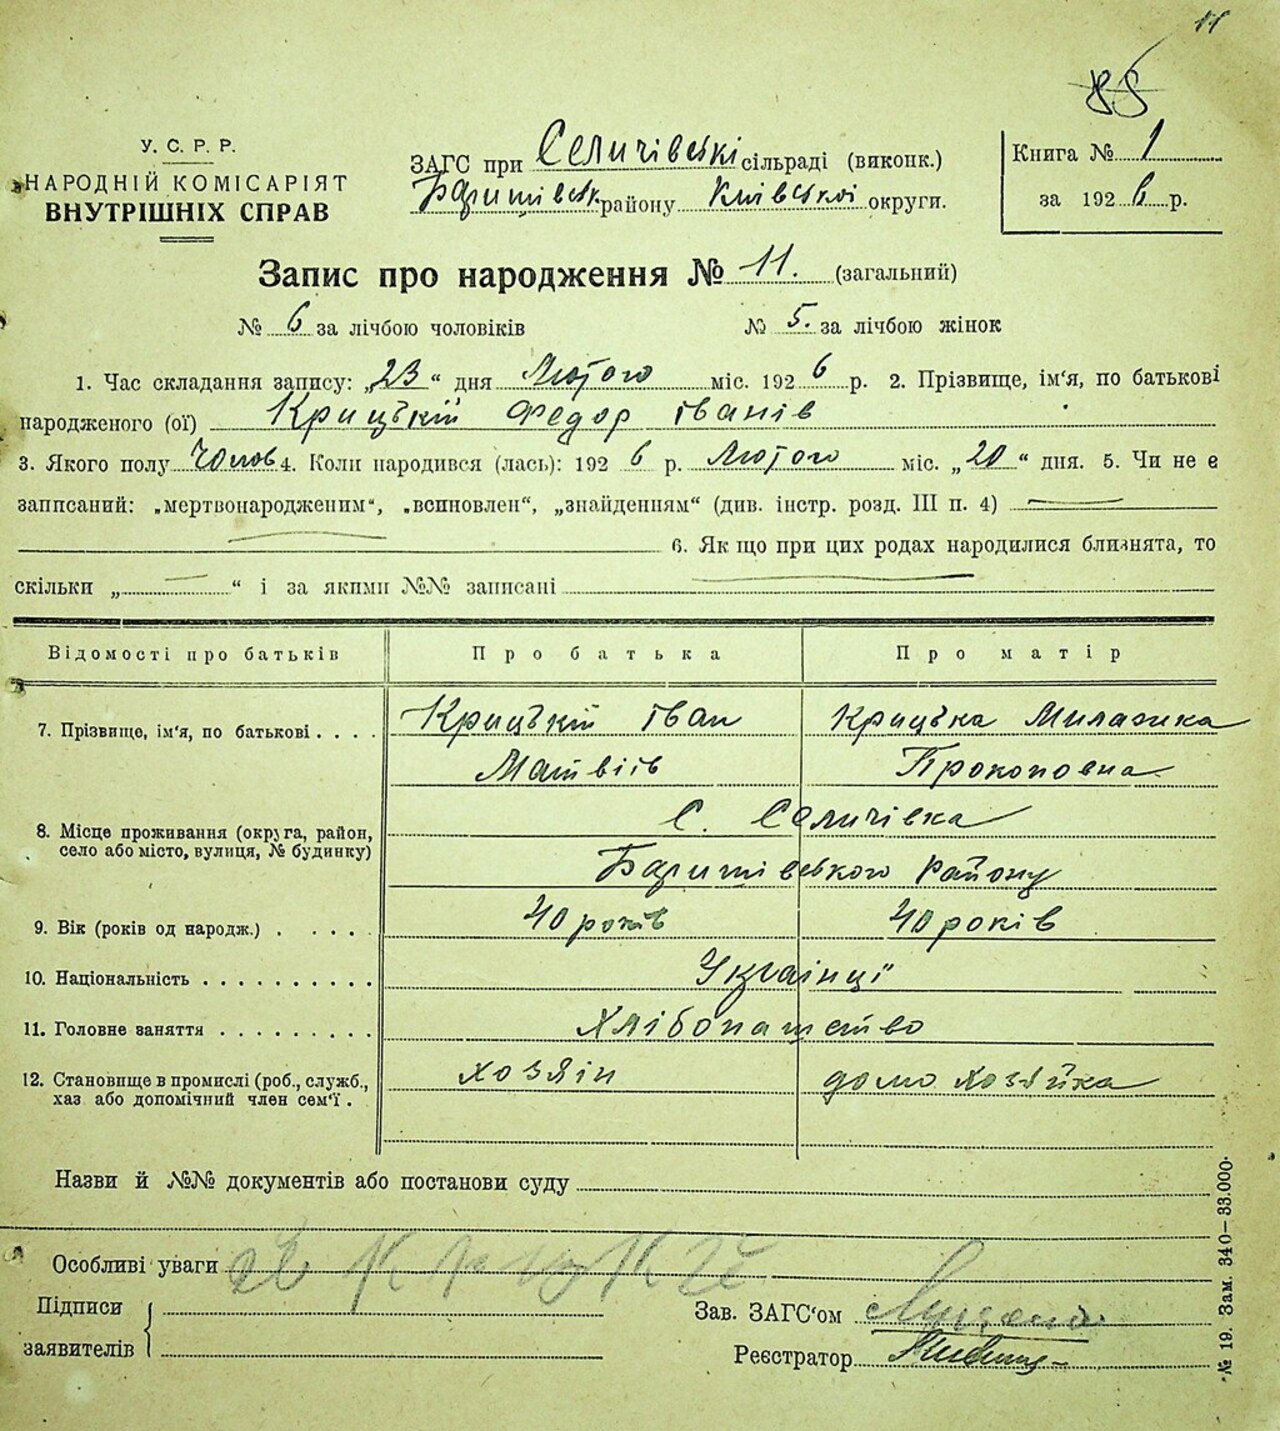 11
85
У. С. Р. Р.
НАРОДНІЙ КОМІСАРІЯТ
ВНУТРІШНІХ СПРАВ
ЗАГС при Селичівські сільраді (виконк.)
Баришівськ. району Київської округи.
Книга № 1
за 1926 р.
Запис про народження № 11. (загальний)
№ 6 за лічбою чоловіків № 5. за лічбою жінок
1. Час складання запису: „23“ дня Лютого міс. 1926 р. 2. Прізвище, ім‘я, по батькові
народженого (ої) Крицький Федор Іванів
3. Якого полу Чолов 4. Коли народився (лась): 1926 р. Лютого міс. „20“ дня. 5. Чи не є
записаний: „мертвонародженим“, „всиновлен“, „знайденням“ (див. інстр. розд. III п. 4)
6. Як що при цих родах народилися близнята, то
скільки „ “ і за якими №№ записані
Відомості про батьків Про батька Про матір
7. Прізвище, ім‘я, по батькові . . . . Крицький Іван Крицька Миланика
Матвіїв Прокоповна
8. Місце проживання (округа, район, село або місто, вулиця, № будинку) С. Селичівка
Баришівського Району
9. Вік (років од народж.) . . . . . 40 років 40 років
10. Національність . . . . . . . . . . Українці
11. Головне заняття . . . . . . . . . Хлібопашество
12. Становище в промислі (роб., служб., хозяін домо хозяйка
хаз або допомічний член сем‘ї .
Назви й №№ документів або постанови суду
Особливі уваги
Підписи
заявителів
Зав. ЗАГС‘ом
Реєстратор
№ 19. Зам. 340—33.000.